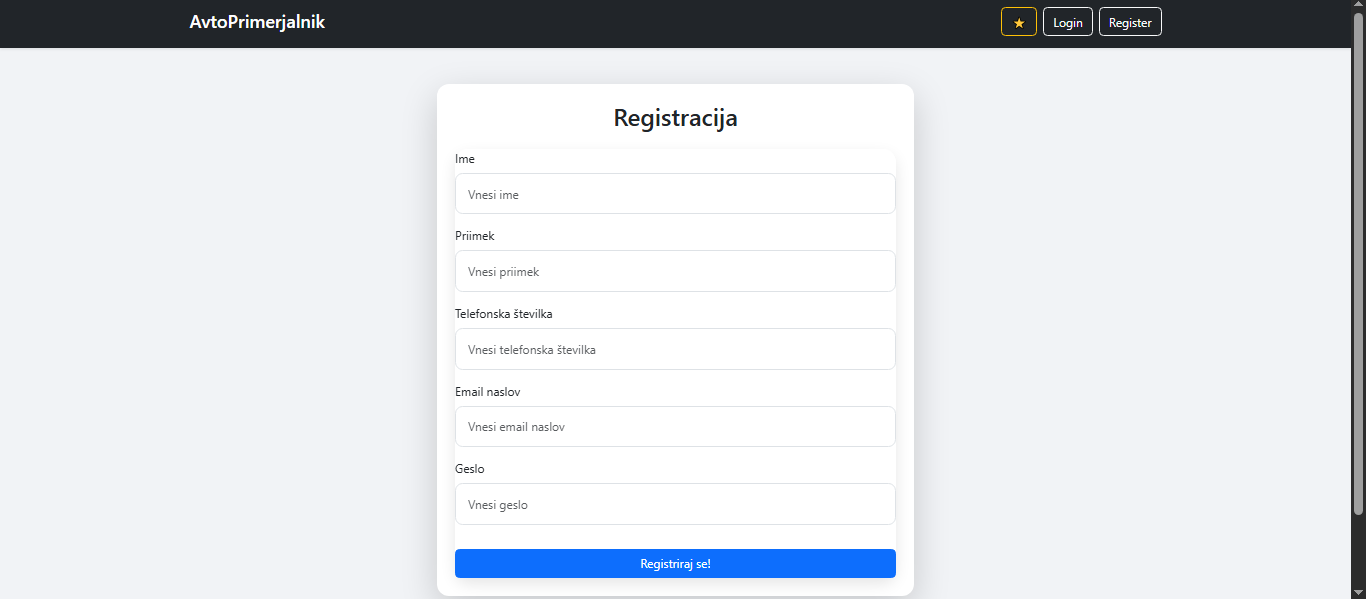 AvtoPrimerjalnik
★ Login Register
Registracija
Ime
Vnesi ime
Priimek
Vnesi priimek
Telefonska številka
Vnesi telefonska številka
Email naslov
Vnesi email naslov
Geslo
Vnesi geslo
Registriraj se!